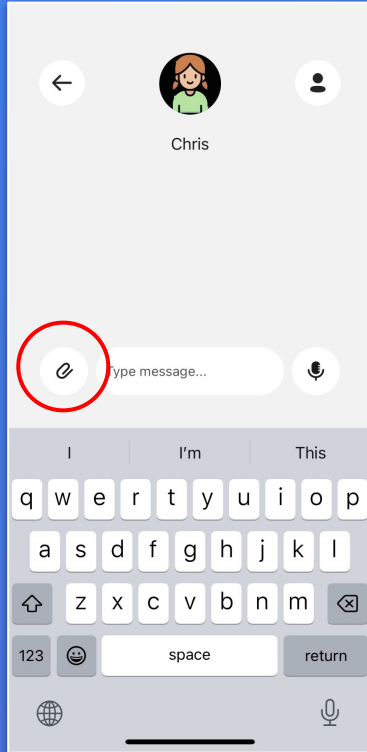 Chris
Type message...
I I'm This
q w e r t y u i o p
a s d f g h j k l
z x c v b n m
123 space return